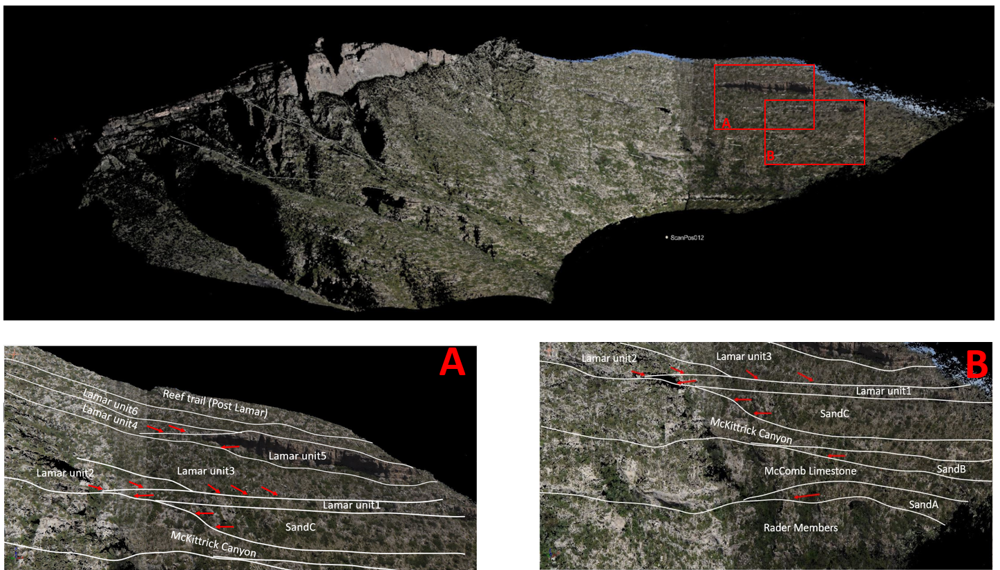 A
B
ScanPos012
A
Reef trail (Post Lamar)
Lamar unit6
Lamar unit4
Lamar unit5
Lamar unit2
Lamar unit3
Lamar unit1
SandC
McKittrick Canyon
B
Lamar unit2
Lamar unit3
Lamar unit1
SandC
McKittrick Canyon
SandB
McComb Limestone
SandA
Rader Members